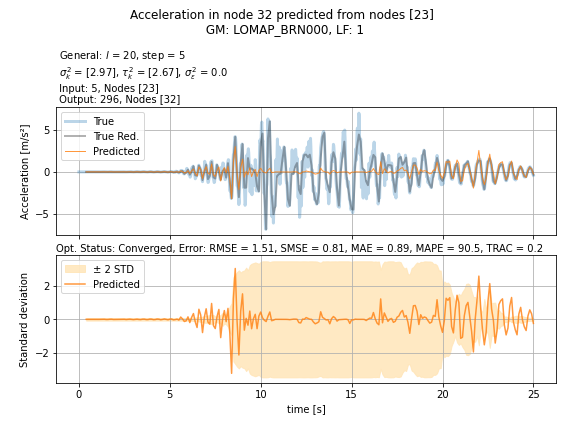 Acceleration in node 32 predicted from nodes [23]
GM: LOMAP_BRN000, LF: 1
General: l = 20, step = 5
σ²ₖ = [2.97], τ²ₖ = [2.67], σ²_ε = 0.0
Input: 5, Nodes [23]
Output: 296, Nodes [32]
True
True Red.
Predicted
Acceleration [m/s²]
5
0
−5
Opt. Status: Converged, Error: RMSE = 1.51, SMSE = 0.81, MAE = 0.89, MAPE = 90.5, TRAC = 0.2
± 2 STD
Predicted
Standard deviation
2
0
−2
0 5 10 15 20 25
time [s]